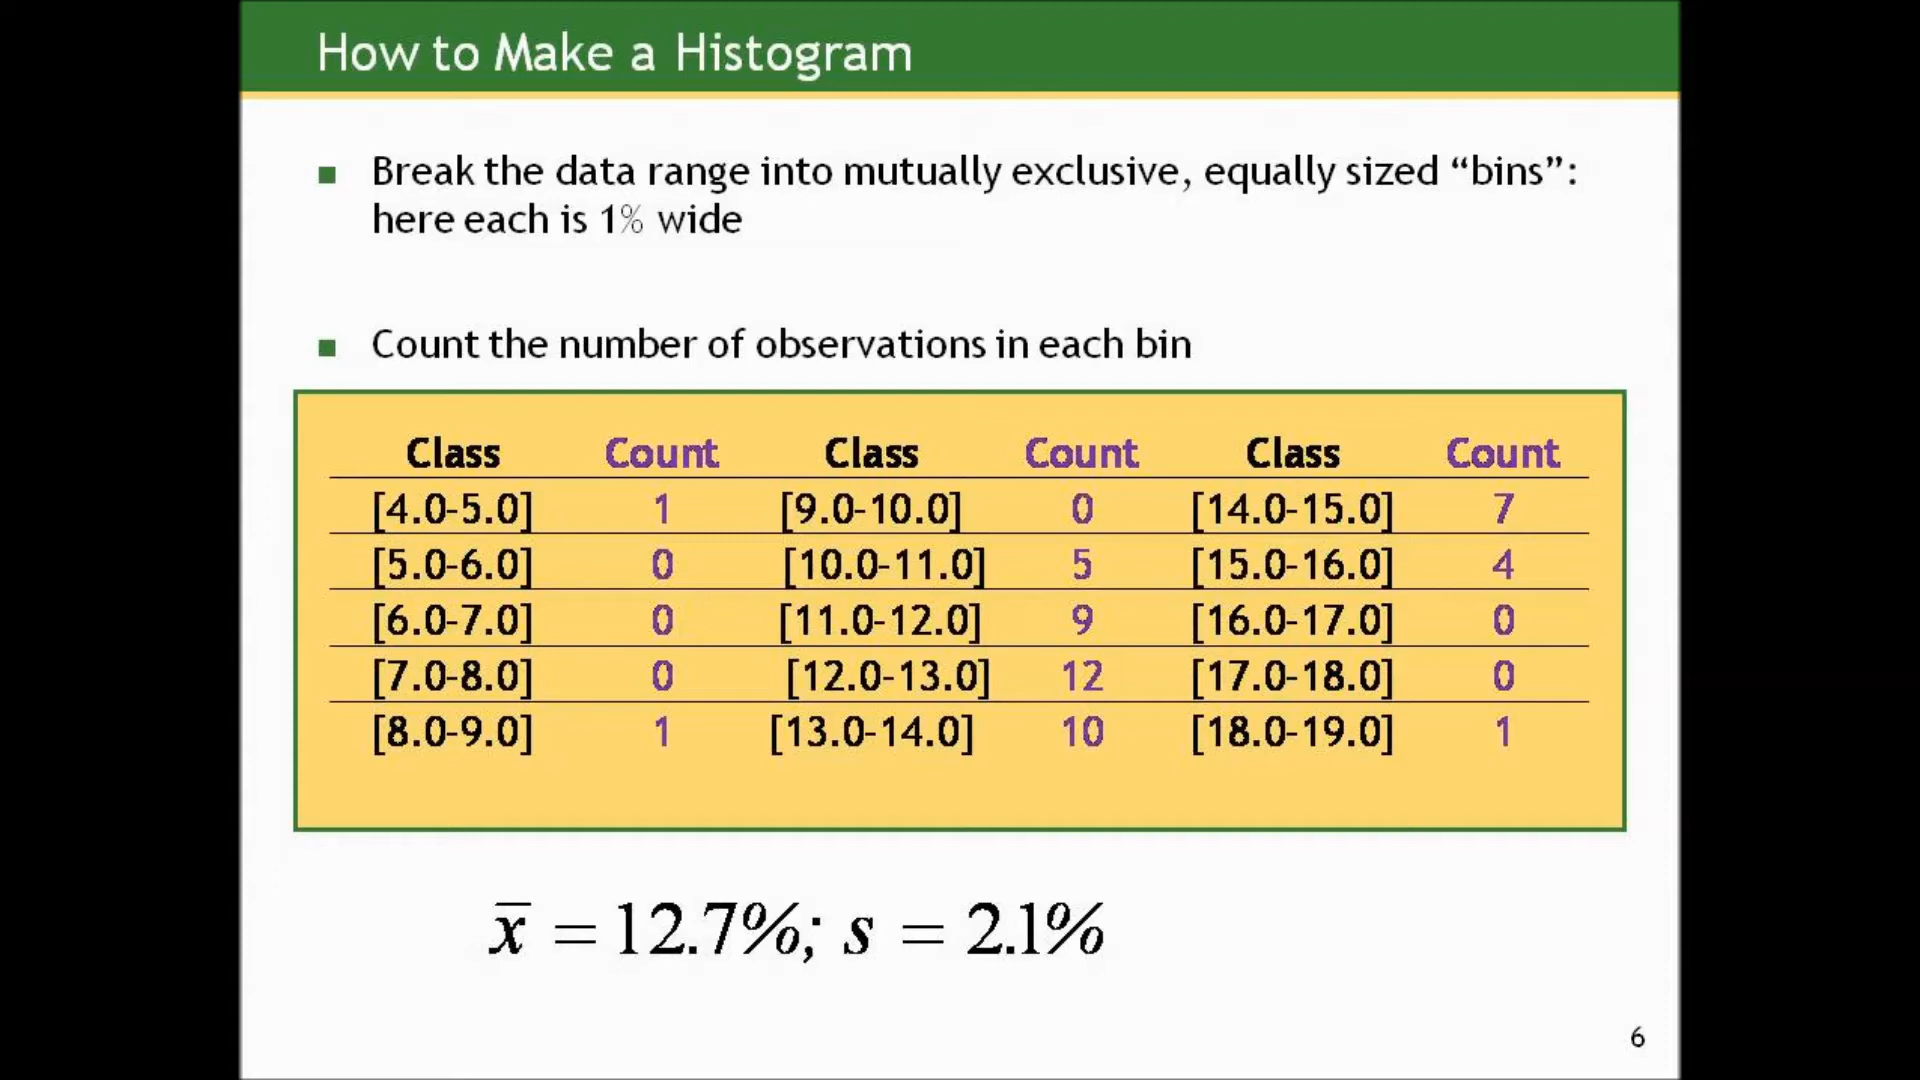 How to Make a Histogram
Break the data range into mutually exclusive, equally sized “bins”:
here each is 1% wide
Count the number of observations in each bin
Class Count Class Count Class Count
[4.0-5.0] 1 [9.0-10.0] 0 [14.0-15.0] 7
[5.0-6.0] 0 [10.0-11.0] 5 [15.0-16.0] 4
[6.0-7.0] 0 [11.0-12.0] 9 [16.0-17.0] 0
[7.0-8.0] 0 [12.0-13.0] 12 [17.0-18.0] 0
[8.0-9.0] 1 [13.0-14.0] 10 [18.0-19.0] 1
x̅ = 12.7%; s = 2.1%
6